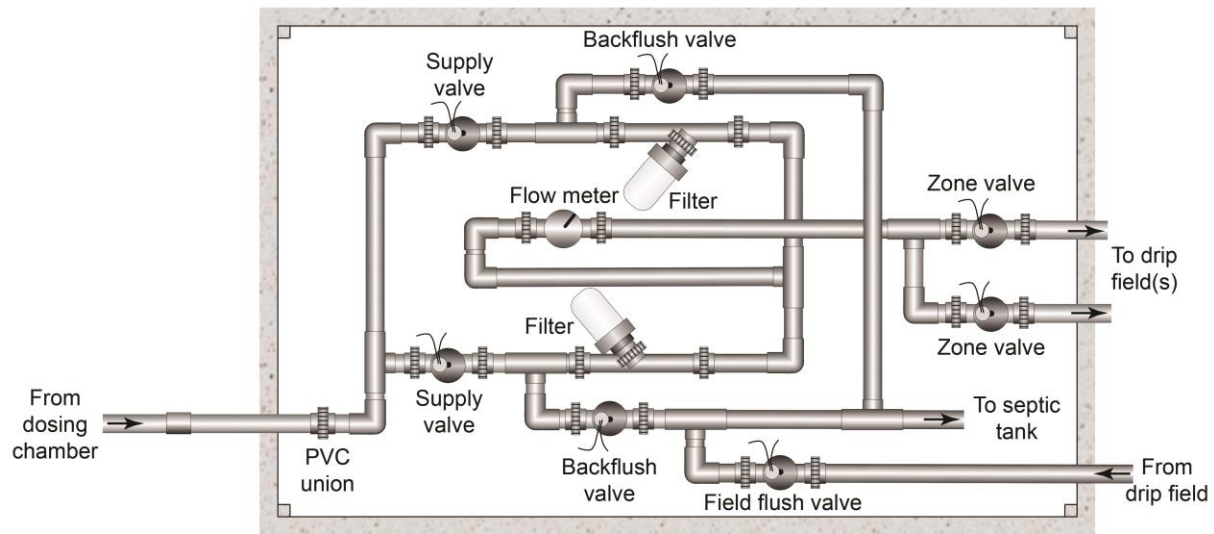 Backflush valve
Supply
valve
Flow meter
Filter
Zone valve
To drip
field(s)
Filter
Zone valve
From
dosing
chamber
Supply
valve
To septic
tank
PVC
union
Backflush
valve
Field flush valve
From
drip field